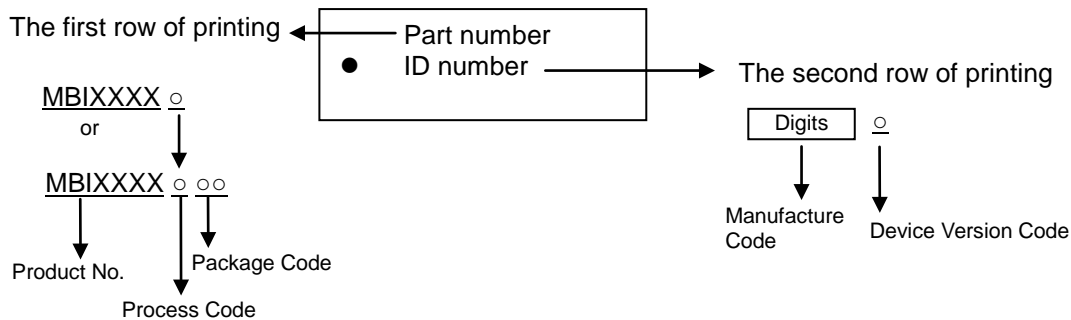 The first row of printing
Part number
ID number
The second row of printing
MBIXXXX ○
or
MBIXXXX ○ ○○
Product No.
Package Code
Process Code
Digits ○
Manufacture
Code
Device Version Code